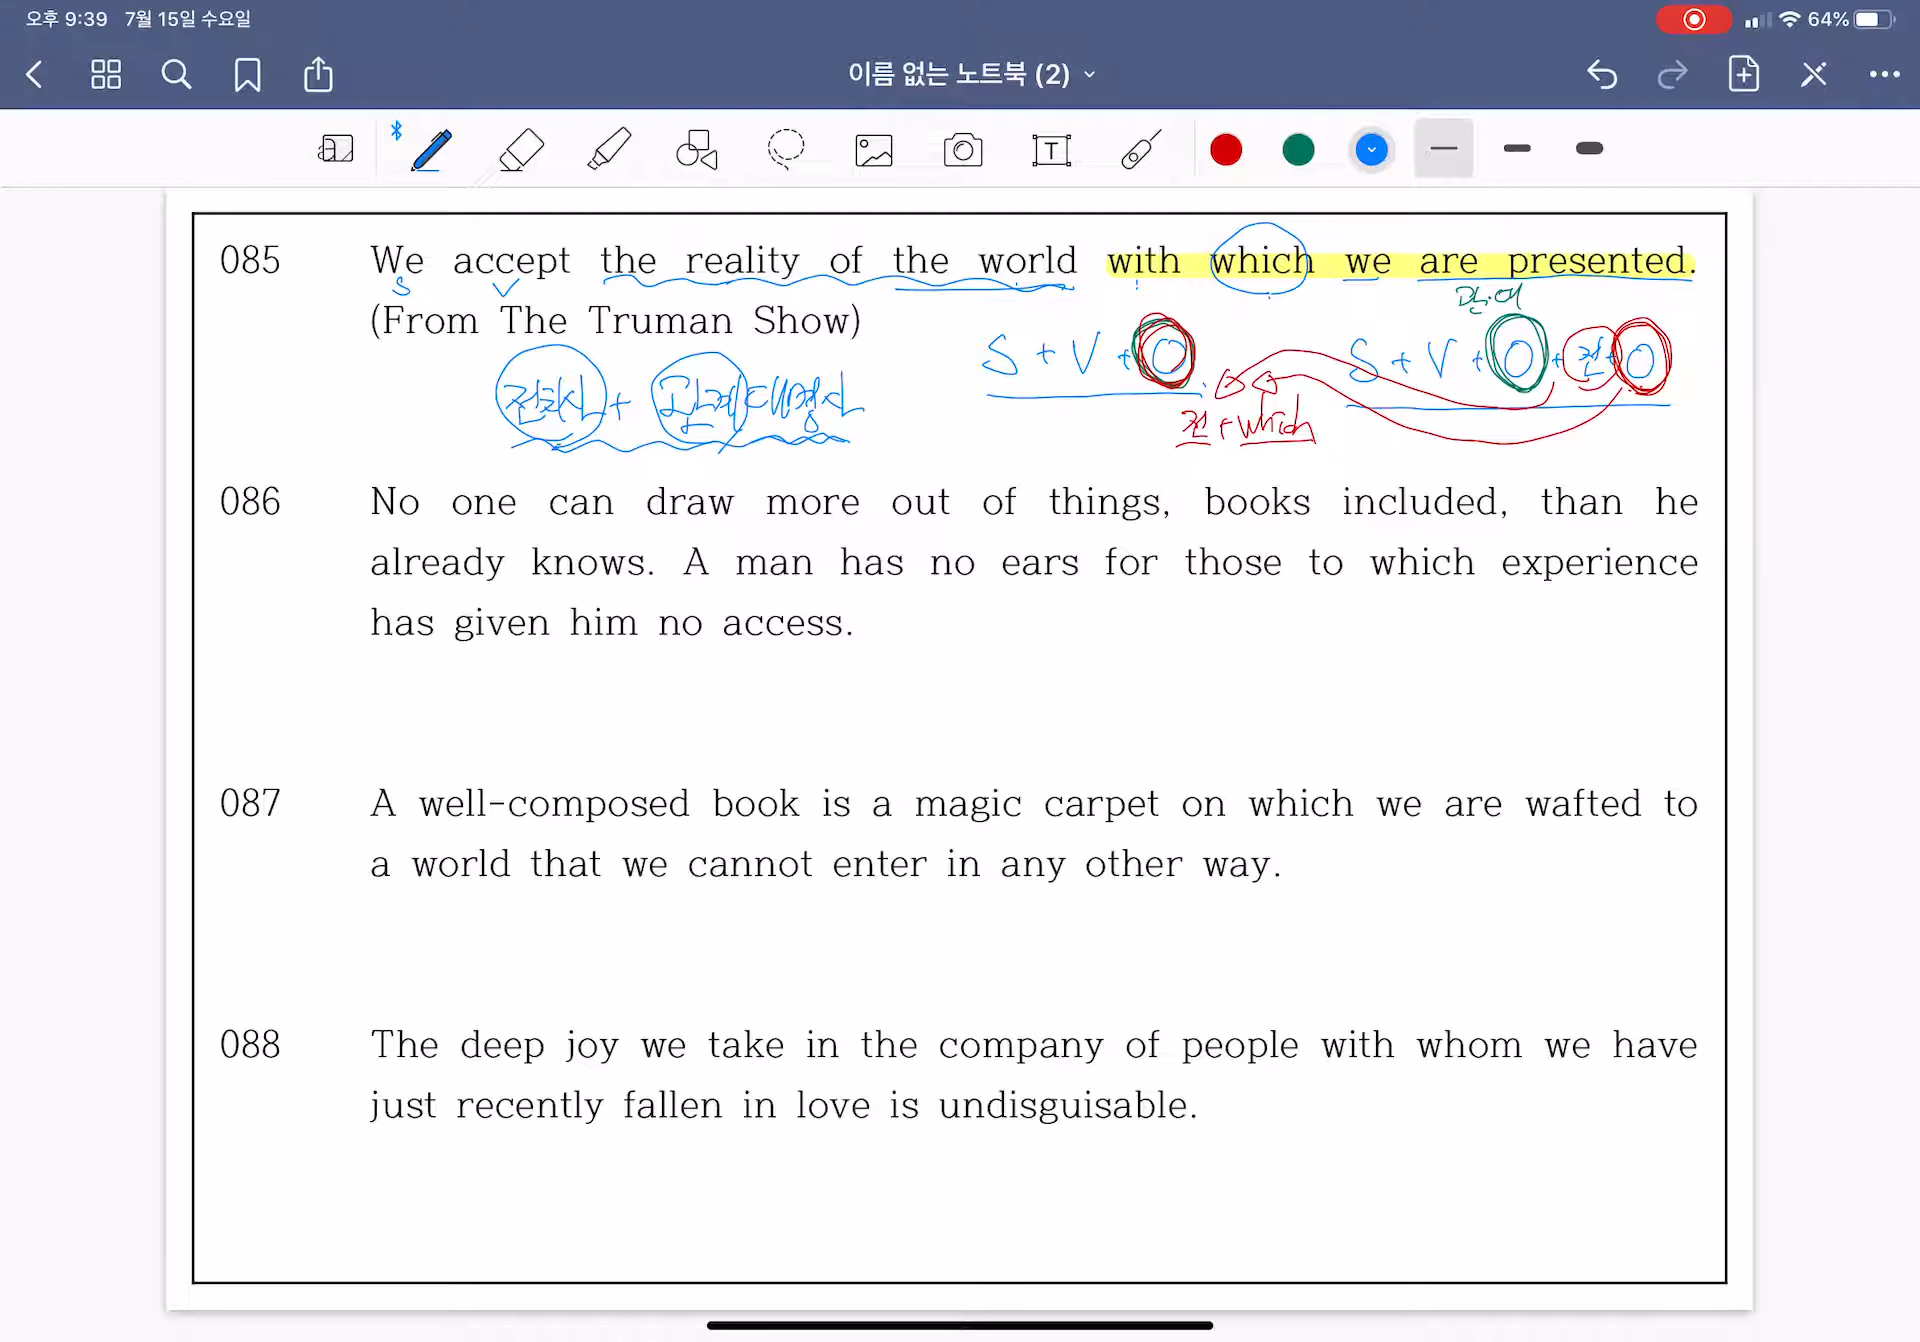 오후 9:39 7월 15일 수요일 64%
이름 없는 노트북 (2)
085 We accept the reality of the world with which we are presented.
S V 관.대
(From The Truman Show)
S + V + O S + V + O + 전 + O
전치사 + 관계대명사 전 + which
086 No one can draw more out of things, books included, than he
already knows. A man has no ears for those to which experience
has given him no access.
087 A well-composed book is a magic carpet on which we are wafted to
a world that we cannot enter in any other way.
088 The deep joy we take in the company of people with whom we have
just recently fallen in love is undisguisable.